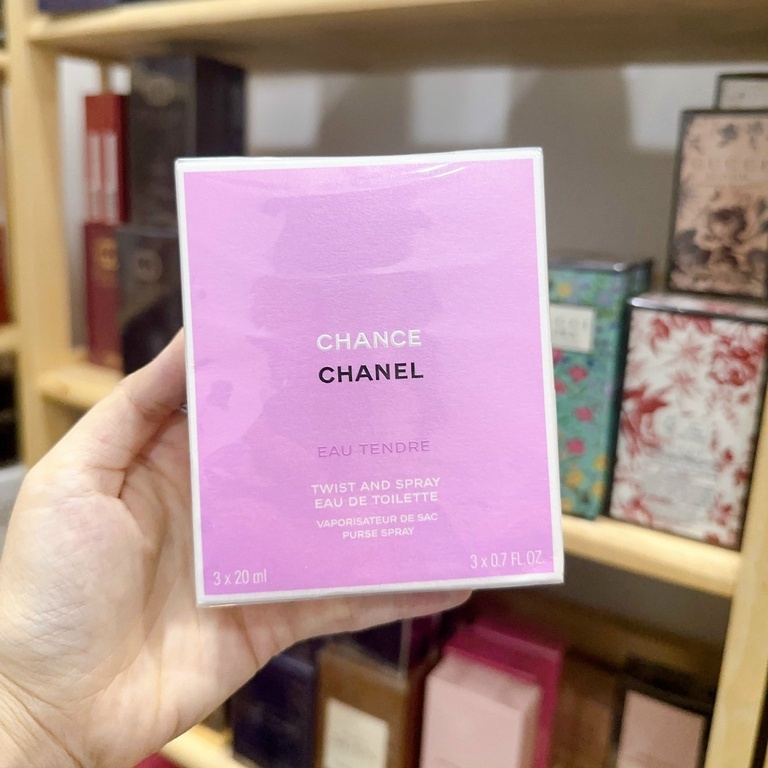 CHANCE
CHANEL
EAU TENDRE
TWIST AND SPRAY
EAU DE TOILETTE
VAPORISATEUR DE SAC
PURSE SPRAY
3 x 20 ml
3 x 0.7 FL. OZ.